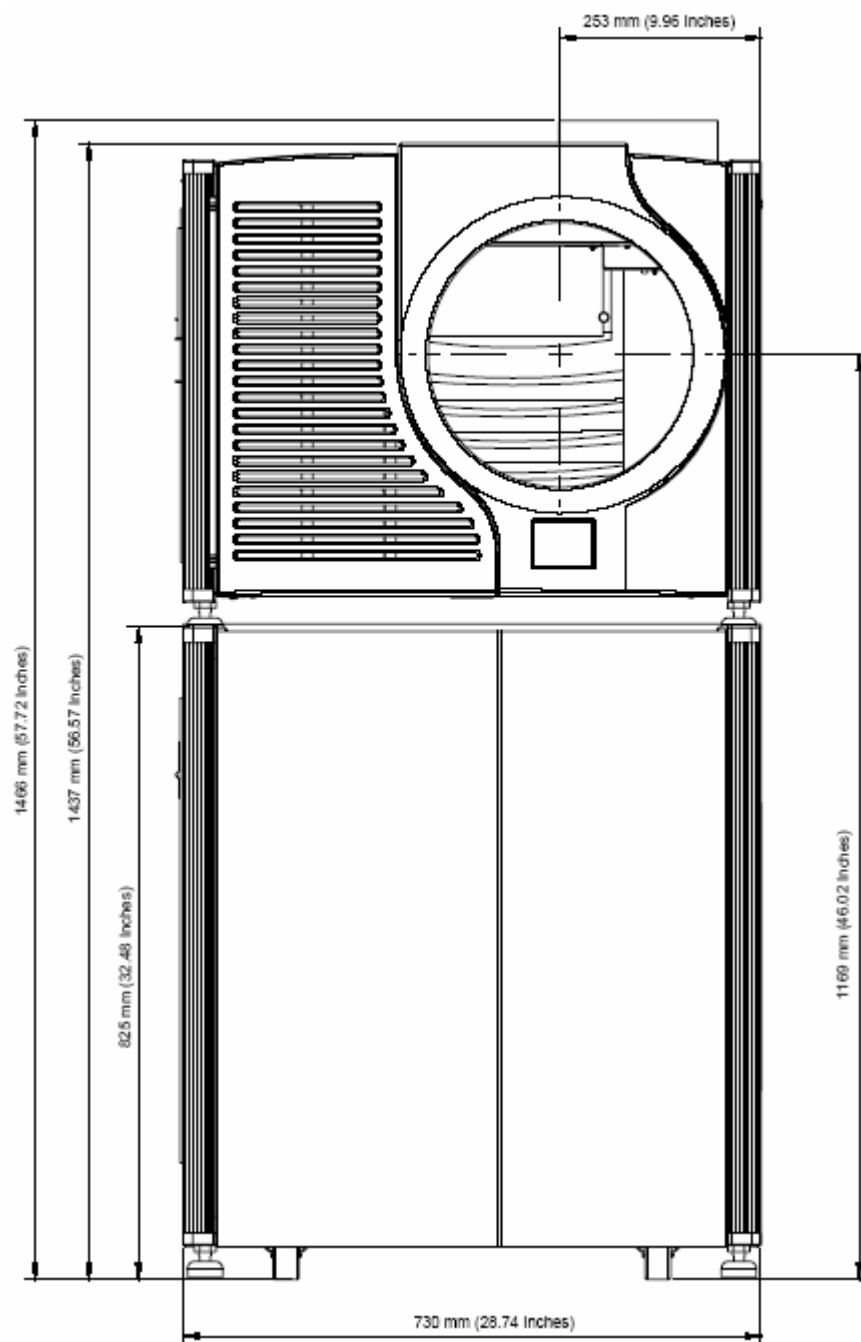 253 mm (9.96 Inches)
1466 mm (57.72 Inches)
1437 mm (56.57 Inches)
825 mm (32.48 Inches)
1169 mm (46.02 Inches)
730 mm (28.74 Inches)